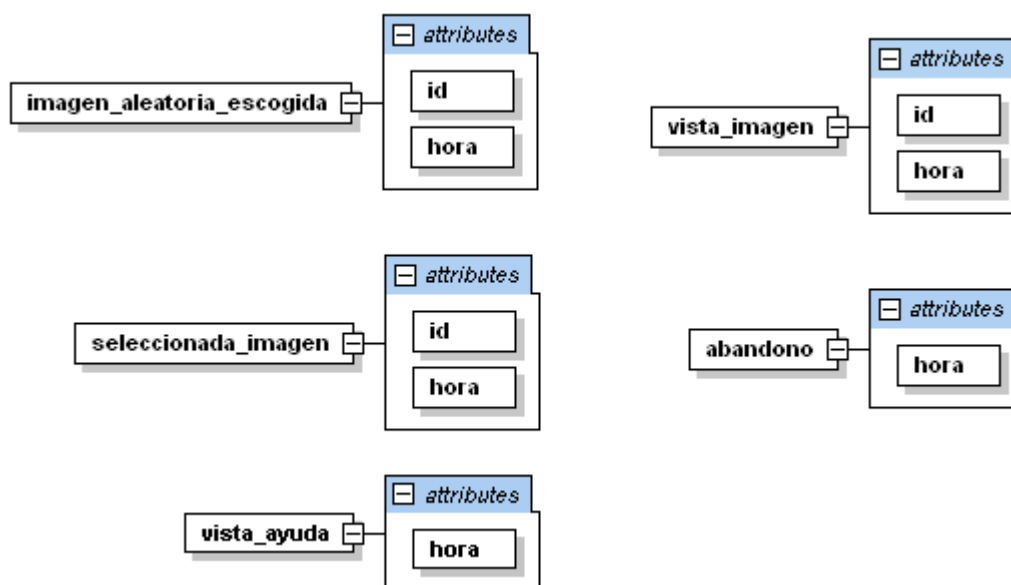 attributes
imagen_aleatoria_escogida
id
hora
attributes
vista_imagen
id
hora
attributes
seleccionada_imagen
id
hora
attributes
abandono
hora
attributes
vista_ayuda
hora